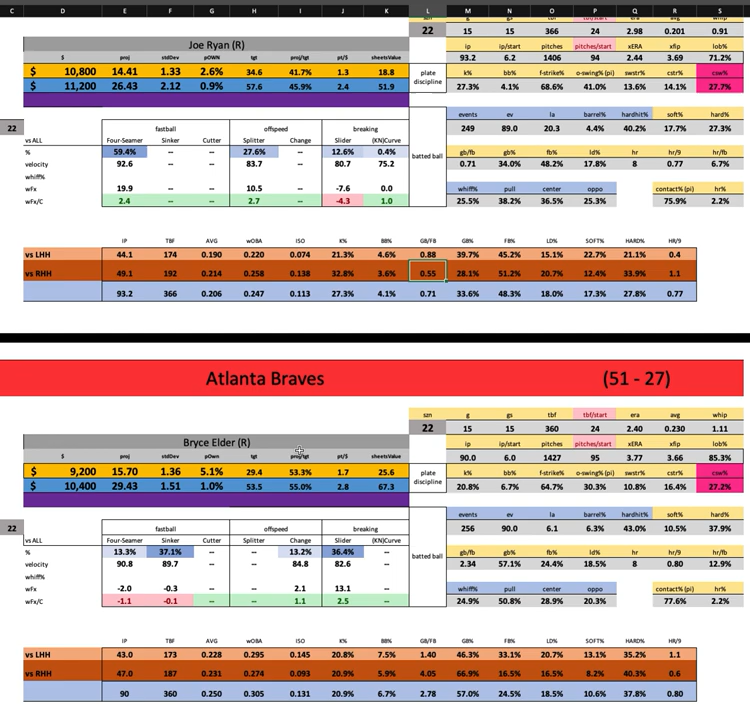 C D E F G H I J K L M N O P Q R S
szn g gs tbf tbf/start era avg whip
22 15 15 366 24 2.98 0.201 0.91
Joe Ryan (R)
ip ip/start pitches pitches/start xERA xfip lob%
93.2 6.2 1406 94 2.44 3.69 71.2%
$ proj stdDev pOWN tgt proj/tgt pt/$ sheetsValue
$ 10,800 14.41 1.33 2.6% 34.6 41.7% 1.3 18.8
$ 11,200 26.43 2.12 0.9% 57.6 45.9% 2.4 51.9
plate discipline
k% bb% f-strike% o-swing% (pi) swstr% cstr% csw%
27.3% 4.1% 68.6% 41.0% 13.6% 14.1% 27.7%
events ev la barrel% hardhit% soft% hard%
249 89.0 20.3 4.4% 40.2% 17.7% 27.3%
22 fastball offspeed breaking
vs ALL Four-Seamer Sinker Cutter Splitter Change Slider (KN)Curve
% 59.4% -- -- 27.6% -- 12.6% 0.4%
velocity 92.6 -- -- 83.7 -- 80.7 75.2
whiff%
wFx 19.9 -- -- 10.5 -- -7.6 0.0
wFx/C 2.4 -- -- 2.7 -- -4.3 1.0
batted ball
gb/fb gb% fb% ld% hr hr/9 hr/fb
0.71 34.0% 48.2% 17.8% 8 0.77 6.7%
whiff% pull center oppo contact% (pi) hr%
25.5% 38.2% 36.5% 25.3% 75.9% 2.2%
IP TBF AVG wOBA ISO K% BB% GB/FB GB% FB% LD% SOFT% HARD% HR/9
vs LHH 44.1 174 0.190 0.220 0.074 21.3% 4.6% 0.88 39.7% 45.2% 15.1% 22.7% 21.1% 0.4
vs RHH 49.1 192 0.214 0.258 0.138 32.8% 3.6% 0.55 28.1% 51.2% 20.7% 12.4% 33.9% 1.1
93.2 366 0.206 0.247 0.113 27.3% 4.1% 0.71 33.6% 48.3% 18.0% 17.3% 27.8% 0.77
Atlanta Braves (51 - 27)
szn g gs tbf tbf/start era avg whip
22 15 15 360 24 2.40 0.230 1.11
Bryce Elder (R)
ip ip/start pitches pitches/start xERA xfip lob%
90.0 6.0 1427 95 3.77 3.66 85.3%
$ proj stdDev pOwn tgt proj/tgt pt/$ sheetsValue
$ 9,200 15.70 1.36 5.1% 29.4 53.3% 1.7 25.6
$ 10,400 29.43 1.51 1.0% 53.5 55.0% 2.8 67.3
plate discipline
k% bb% f-strike% o-swing% (pi) swstr% cstr% csw%
20.8% 6.7% 64.7% 30.3% 10.8% 16.4% 27.2%
events ev la barrel% hardhit% soft% hard%
256 90.0 6.1 6.3% 43.0% 10.5% 37.9%
22 fastball offspeed breaking
vs ALL Four-Seamer Sinker Cutter Splitter Change Slider (KN)Curve
% 13.3% 37.1% -- -- 13.2% 36.4% --
velocity 90.8 89.7 -- -- 84.8 82.6 --
whiff%
wFx -2.0 -0.3 -- -- 2.1 13.1 --
wFx/C -1.1 -0.1 -- -- 1.1 2.5 --
batted ball
gb/fb gb% fb% ld% hr hr/9 hr/fb
2.34 57.1% 24.4% 18.5% 8 0.80 12.9%
whiff% pull center oppo contact% (pi) hr%
24.9% 50.8% 28.9% 20.3% 77.6% 2.2%
IP TBF AVG wOBA ISO K% BB% GB/FB GB% FB% LD% SOFT% HARD% HR/9
vs LHH 43.0 173 0.228 0.295 0.145 20.8% 7.5% 1.40 46.3% 33.1% 20.7% 13.1% 35.2% 1.1
vs RHH 47.0 187 0.231 0.274 0.093 20.9% 5.9% 4.05 66.9% 16.5% 16.5% 8.2% 40.3% 0.6
90 360 0.250 0.305 0.131 20.9% 6.7% 2.78 57.0% 24.5% 18.5% 10.6% 37.8% 0.80